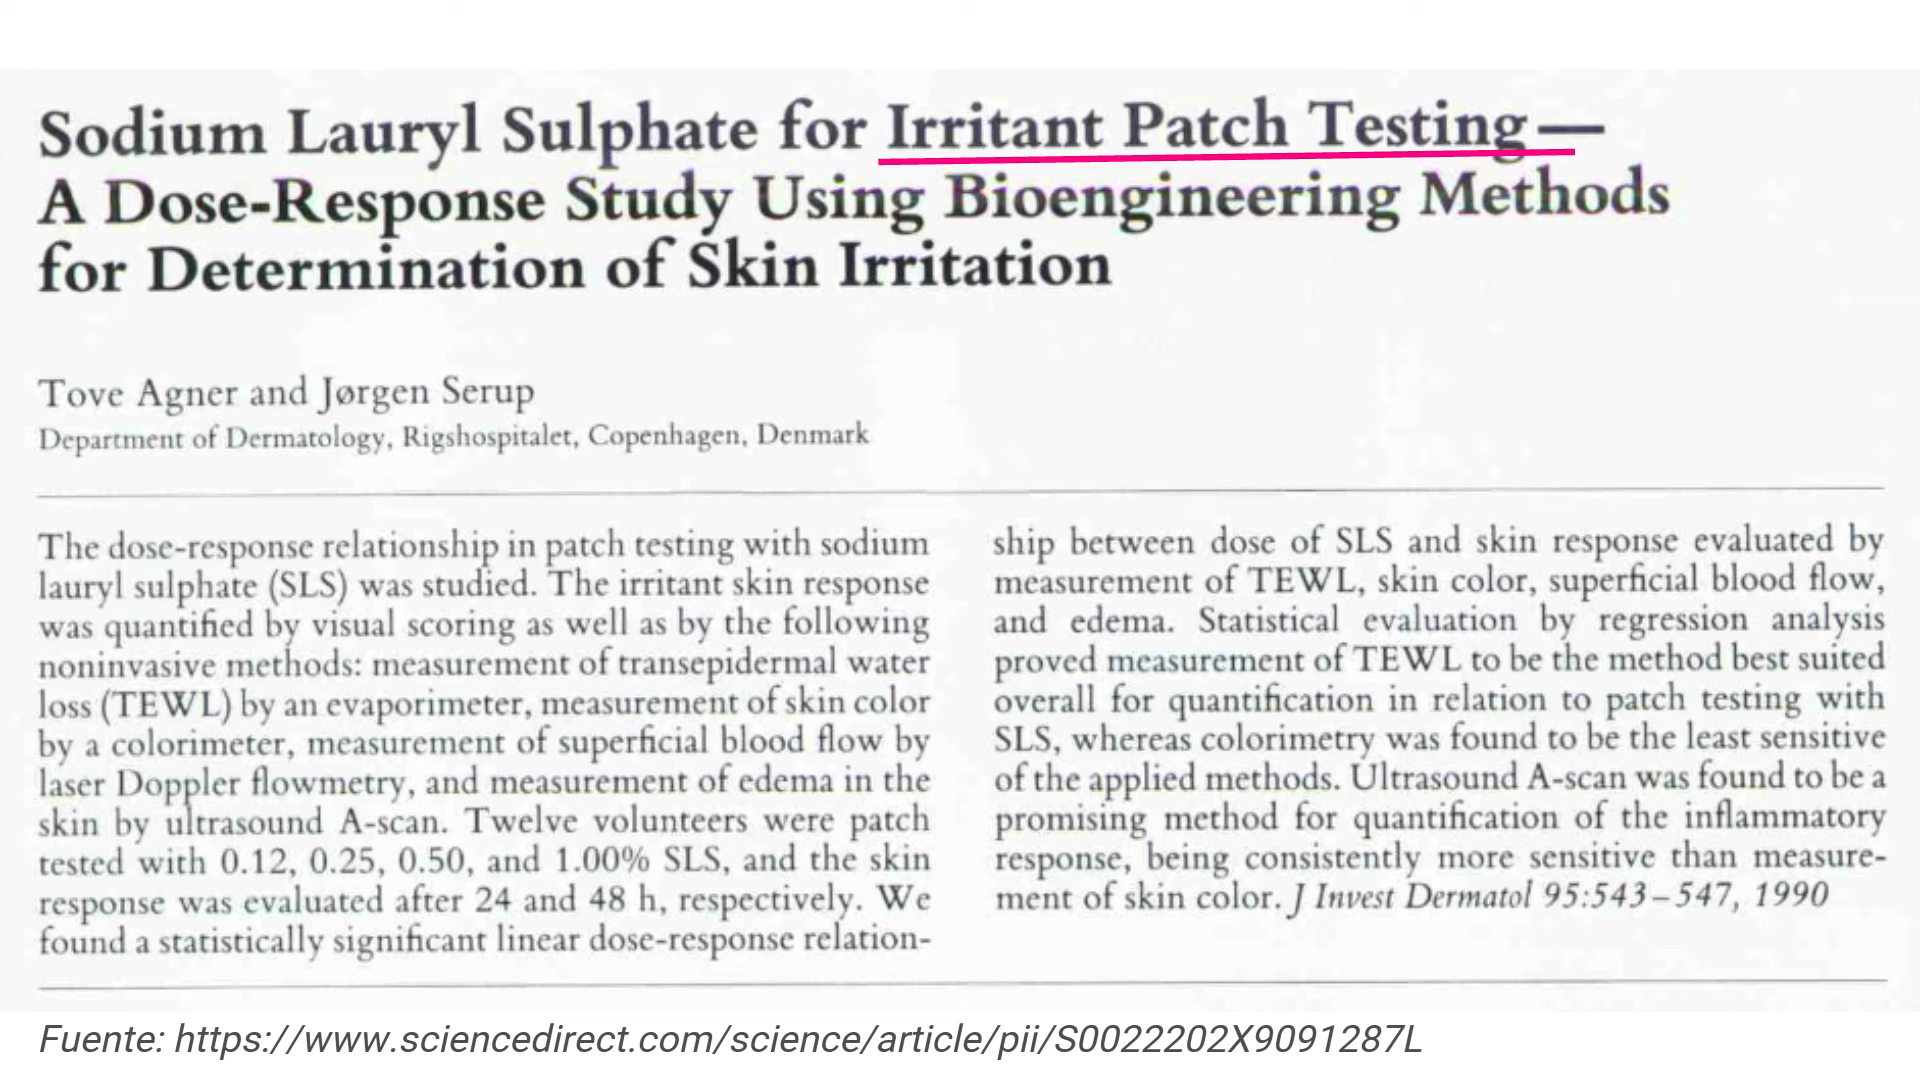 Sodium Lauryl Sulphate for Irritant Patch Testing—
A Dose-Response Study Using Bioengineering Methods
for Determination of Skin Irritation
Tove Agner and Jørgen Serup
Department of Dermatology, Rigshospitalet, Copenhagen, Denmark
The dose-response relationship in patch testing with sodium
lauryl sulphate (SLS) was studied. The irritant skin response
was quantified by visual scoring as well as by the following
noninvasive methods: measurement of transepidermal water
loss (TEWL) by an evaporimeter, measurement of skin color
by a colorimeter, measurement of superficial blood flow by
laser Doppler flowmetry, and measurement of edema in the
skin by ultrasound A-scan. Twelve volunteers were patch
tested with 0.12, 0.25, 0.50, and 1.00% SLS, and the skin
response was evaluated after 24 and 48 h, respectively. We
found a statistically significant linear dose-response relation-
ship between dose of SLS and skin response evaluated by
measurement of TEWL, skin color, superficial blood flow,
and edema. Statistical evaluation by regression analysis
proved measurement of TEWL to be the method best suited
overall for quantification in relation to patch testing with
SLS, whereas colorimetry was found to be the least sensitive
of the applied methods. Ultrasound A-scan was found to be a
promising method for quantification of the inflammatory
response, being consistently more sensitive than measure-
ment of skin color. J Invest Dermatol 95:543–547, 1990
Fuente: https://www.sciencedirect.com/science/article/pii/S0022202X9091287L